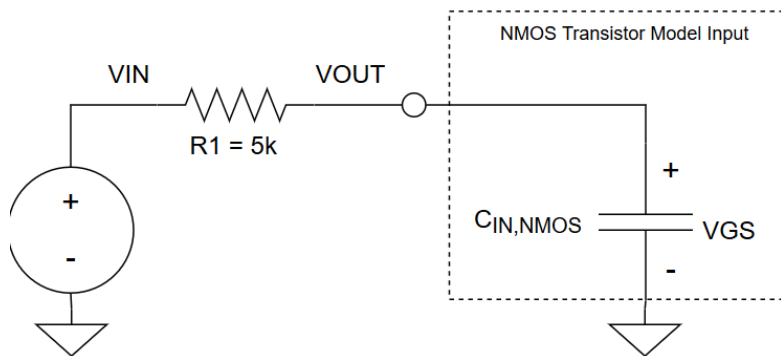 NMOS Transistor Model Input
VIN
VOUT
R1 = 5k
+
-
+
CIN,NMOS
VGS
-